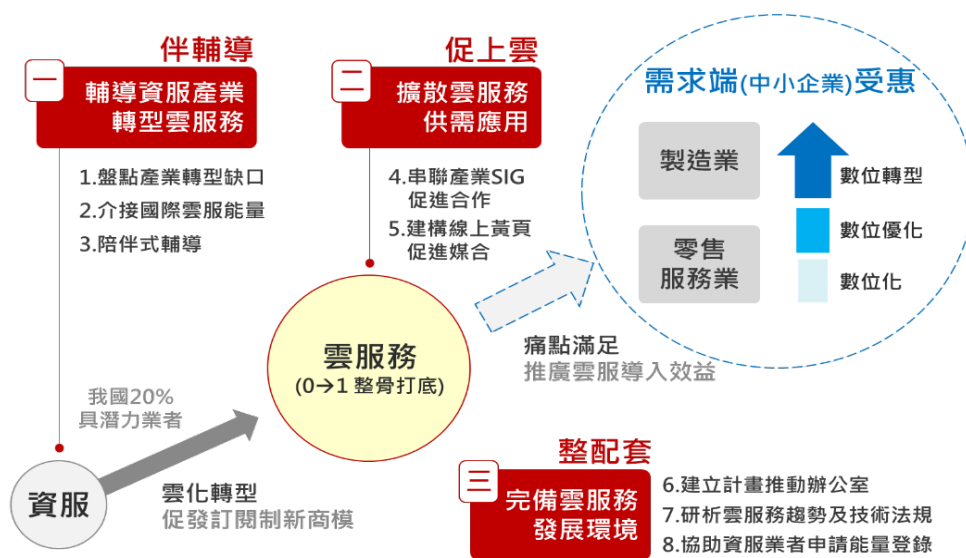 伴輔導
一
輔導資服產業
轉型雲服務
1.盤點產業轉型缺口
2.介接國際雲服能量
3.陪伴式輔導
促上雲
二
擴散雲服務
供需應用
4.串聯產業SIG
促進合作
5.建構線上黃頁
促進媒合
需求端(中小企業)受惠
製造業
零售
服務業
數位轉型
數位優化
數位化
雲服務
(0→1 整骨打底)
痛點滿足
推廣雲服導入效益
我國20%
具潛力業者
資服
雲化轉型
促發訂閱制新商模
整配套
三
完備雲服務
發展環境
6.建立計畫推動辦公室
7.研析雲服務趨勢及技術法規
8.協助資服業者申請能量登錄